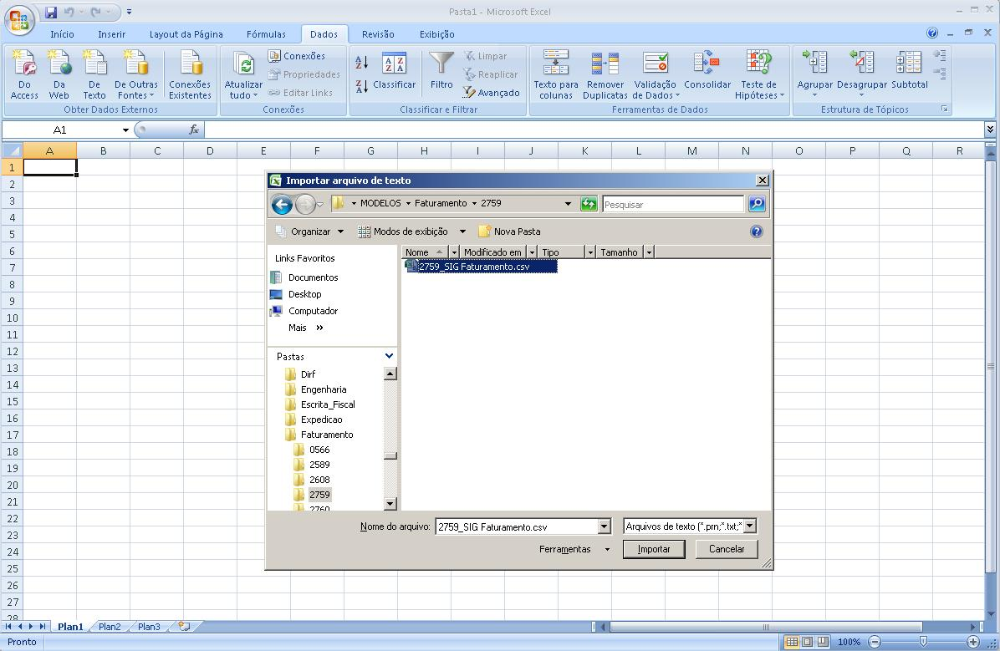 Pasta1 - Microsoft Excel
Início Inserir Layout da Página Fórmulas Dados Revisão Exibição
Do Access
Da Web
De Texto
De Outras Fontes
Conexões Existentes
Obter Dados Externos
Atualizar tudo
Conexões
Propriedades
Editar Links
Conexões
Classificar
Filtro
Limpar
Reaplicar
Avançado
Classificar e Filtrar
Texto para colunas
Remover Duplicatas
Validação de Dados
Consolidar
Teste de Hipóteses
Ferramentas de Dados
Agrupar
Desagrupar
Subtotal
Estrutura de Tópicos
A1
fx
A B C D E F G H I J K L M N O P Q R
1
2
3
4
5
6
7
8
9
10
11
12
13
14
15
16
17
18
19
20
21
22
23
24
25
26
27
28
Importar arquivo de texto
MODELOS Faturamento 2759
Pesquisar
Organizar Modos de exibição Nova Pasta
Links Favoritos
Documentos
Desktop
Computador
Mais »
Pastas
Dirf
Engenharia
Escrita_Fiscal
Expedicao
Faturamento
0566
2589
2608
2759
2760
Nome Modificado em Tipo Tamanho
2759_SIG Faturamento.csv
Nome do arquivo: 2759_SIG Faturamento.csv
Arquivos de texto (*.prn;*.txt;*
Ferramentas Importar Cancelar
Plan1 Plan2 Plan3
Pronto
100%